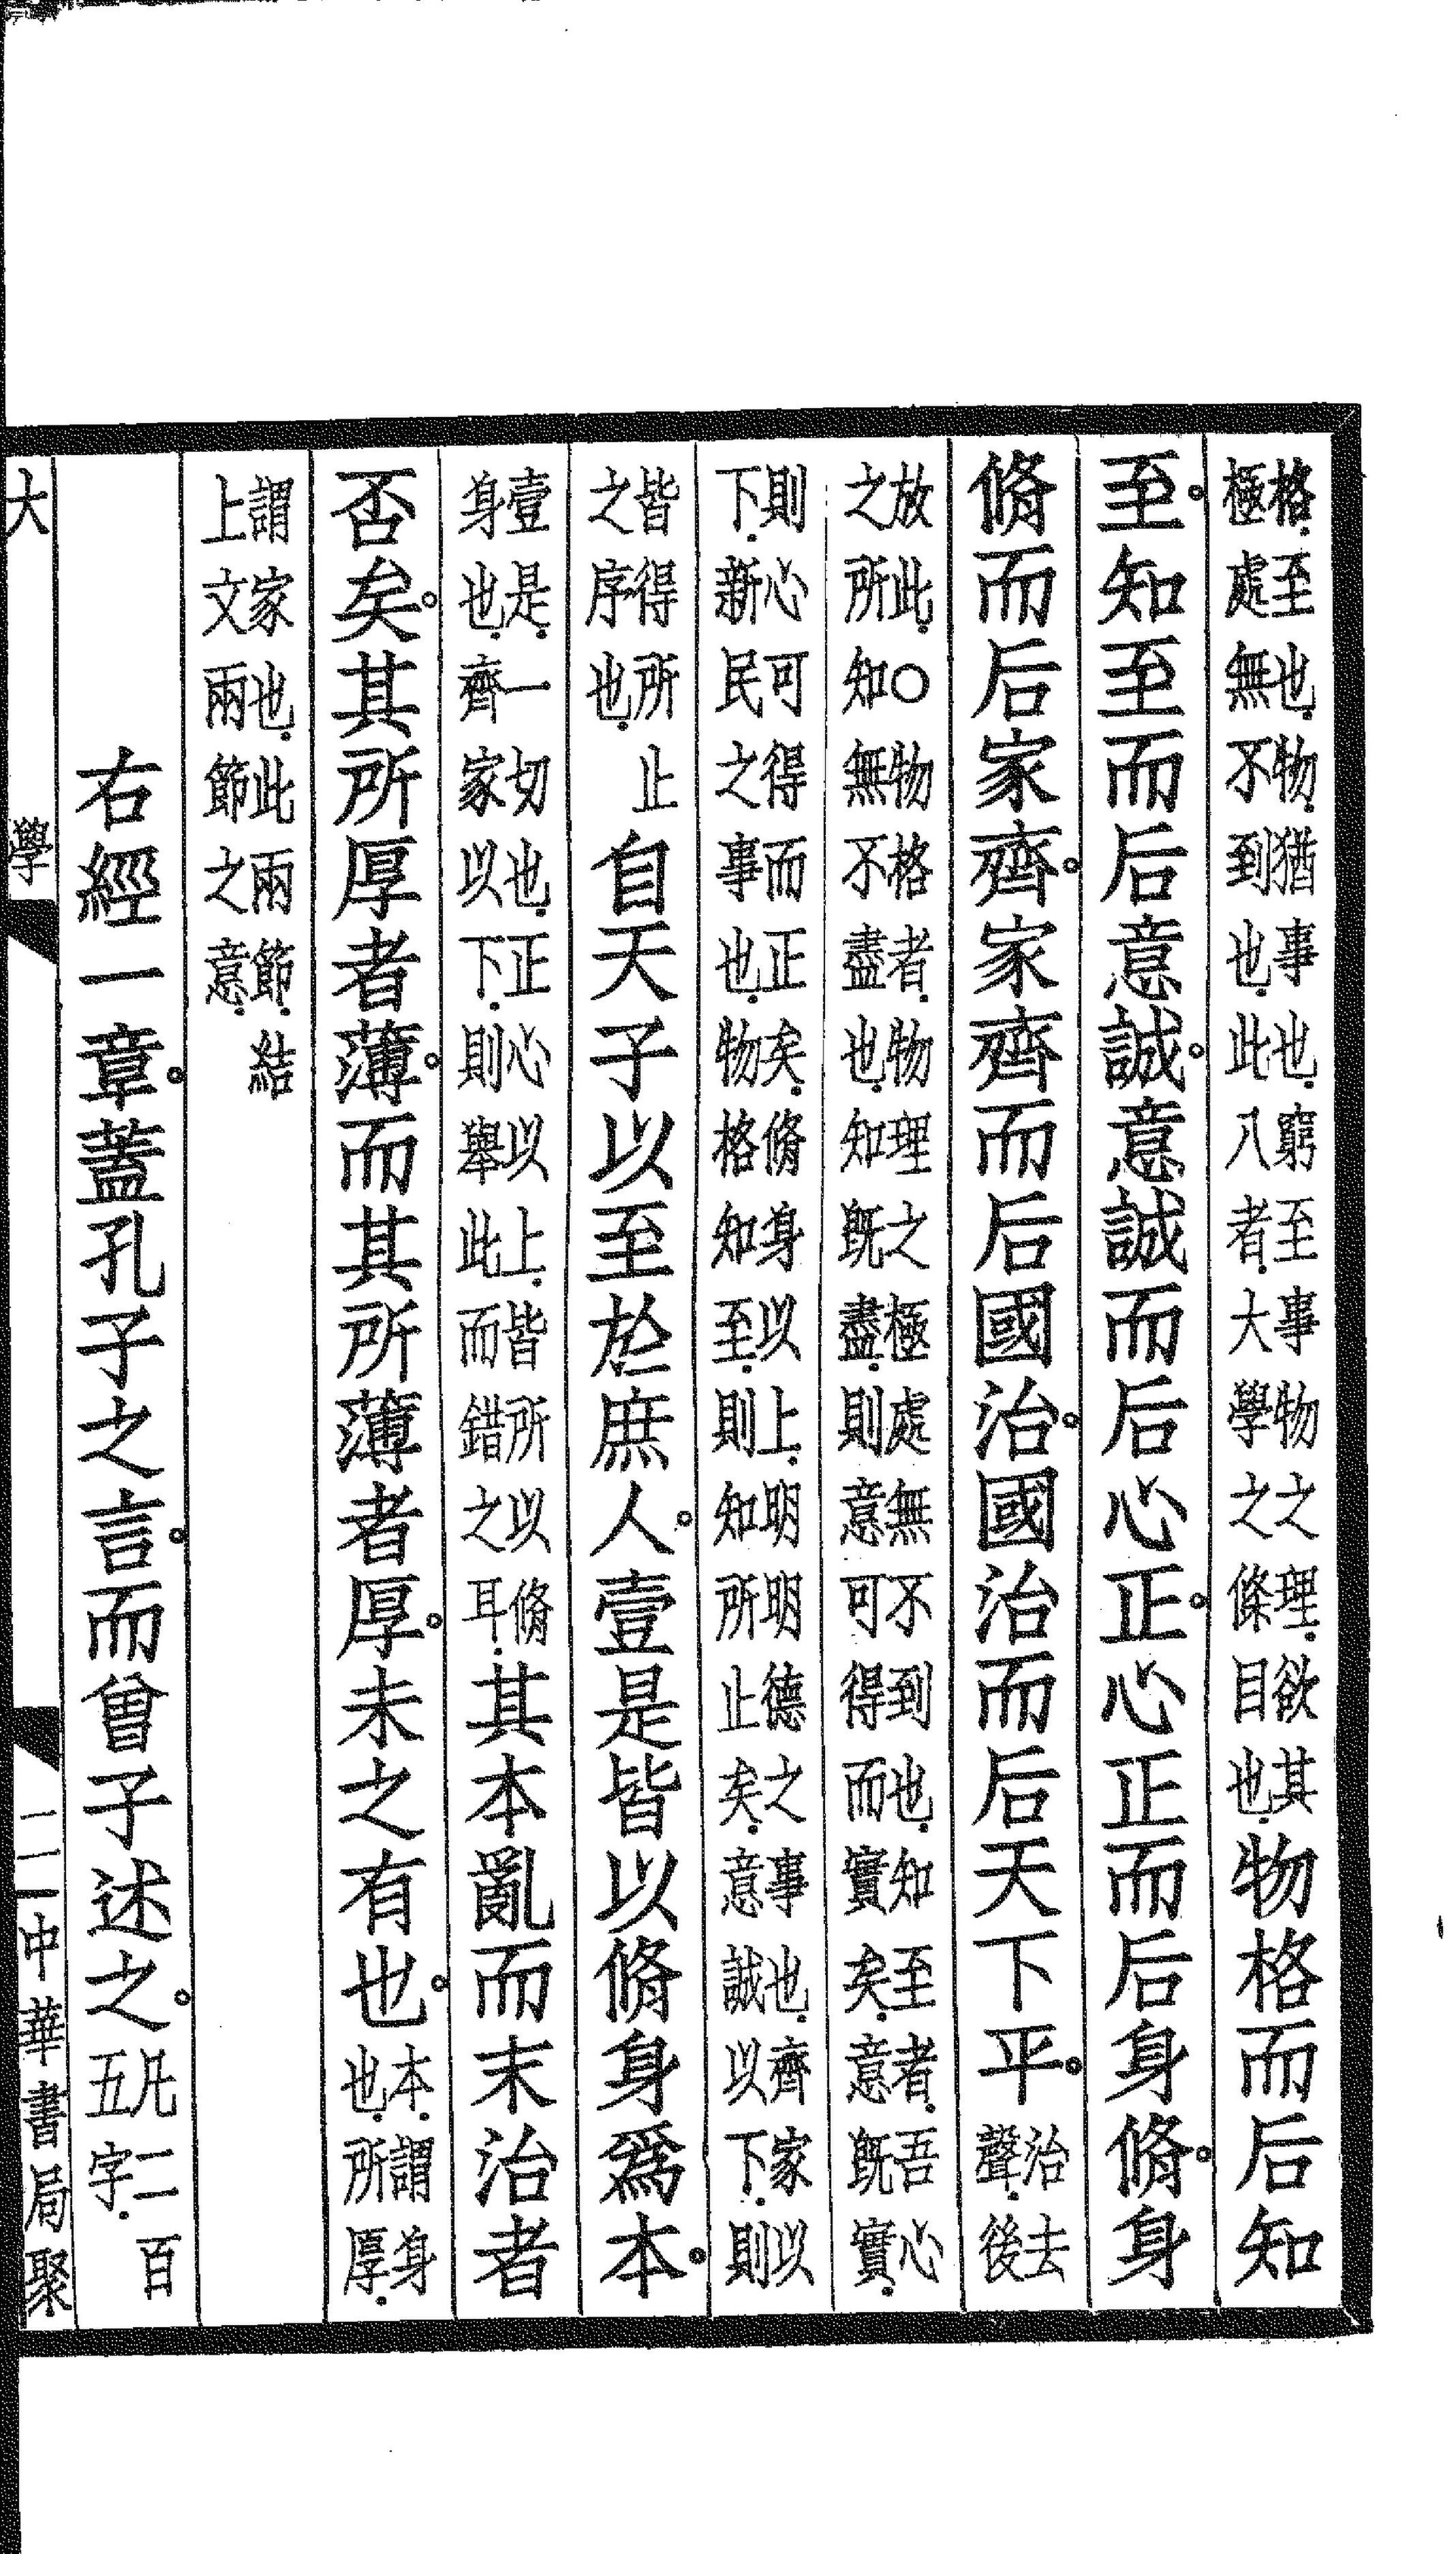 格.至也.物.猶事也.窮至事物之理.欲其極處無不到也.此八者.大學之條目也.物格而后知
至。知至而后意誠。意誠而后心正。心正而后身脩。身
脩而后家齊。家齊而后國治。國治而后天下平。治去聲.後
放此.○物格者.物理之極處無不到也.知至者.吾心之所知無不盡也.知既盡.則意可得而實矣.意既實.
則心可得而正矣.脩身以上.明明德之事也.齊家以下.新民之事也.物格知至.則知所止矣.意誠以下.則
皆得所止之序也.自天子以至於庶人。壹是皆以脩身爲本。
壹是.一切也.正心以上.皆所以脩身也.齊家以下.則舉此而錯之耳.其本亂而末治者
否矣。其所厚者薄。而其所薄者厚。未之有也。本.謂身也.所厚.
謂家也.此兩節.結上文兩節之意.
右經一章。蓋孔子之言。而曾子述之。凡二百五字.
大學 二 中華書局聚